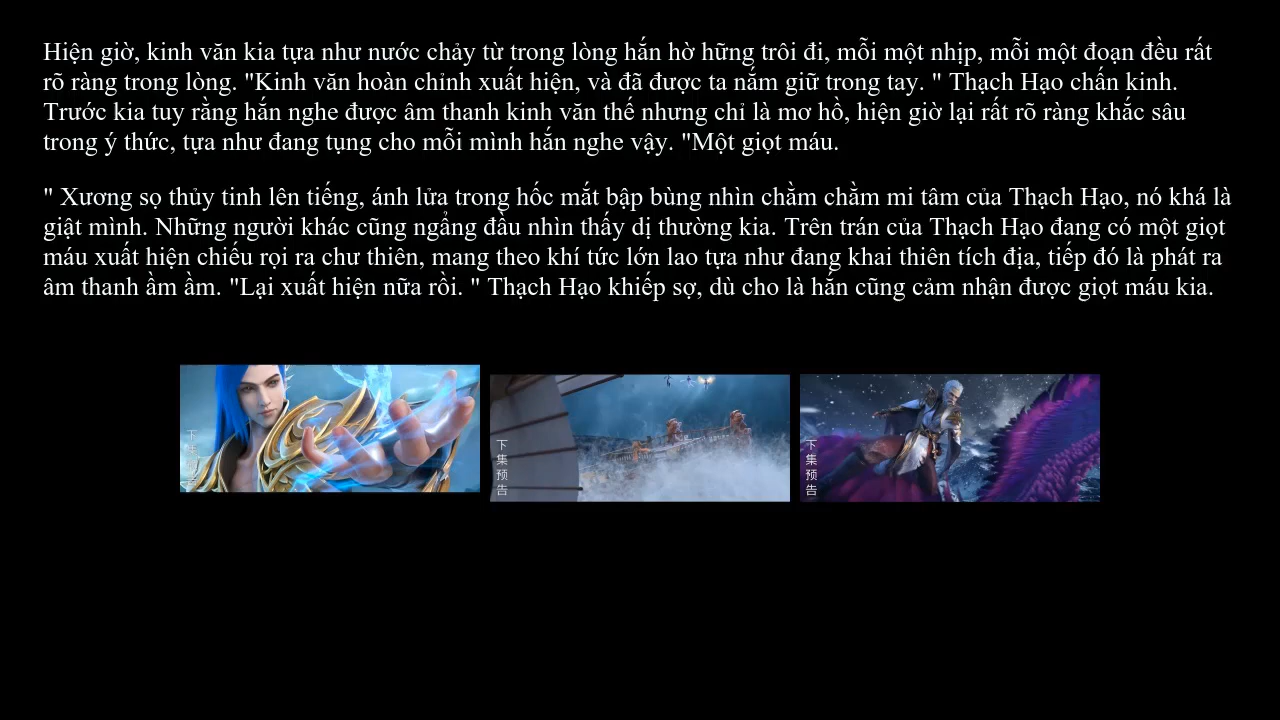 Hiện giờ, kinh văn kia tựa như nước chảy từ trong lòng hắn hờ hững trôi đi, mỗi một nhịp, mỗi một đoạn đều rất
rõ ràng trong lòng. "Kinh văn hoàn chỉnh xuất hiện, và đã được ta nắm giữ trong tay. " Thạch Hạo chấn kinh.
Trước kia tuy rằng hắn nghe được âm thanh kinh văn thế nhưng chỉ là mơ hồ, hiện giờ lại rất rõ ràng khắc sâu
trong ý thức, tựa như đang tụng cho mỗi mình hắn nghe vậy. "Một giọt máu.
" Xương sọ thủy tinh lên tiếng, ánh lửa trong hốc mắt bập bùng nhìn chằm chằm mi tâm của Thạch Hạo, nó khá là
giật mình. Những người khác cũng ngẩng đầu nhìn thấy dị thường kia. Trên trán của Thạch Hạo đang có một giọt
máu xuất hiện chiếu rọi ra chư thiên, mang theo khí tức lớn lao tựa như đang khai thiên tích địa, tiếp đó là phát ra
âm thanh ầm ầm. "Lại xuất hiện nữa rồi. " Thạch Hạo khiếp sợ, dù cho là hắn cũng cảm nhận được giọt máu kia.
下集预告
下集预告